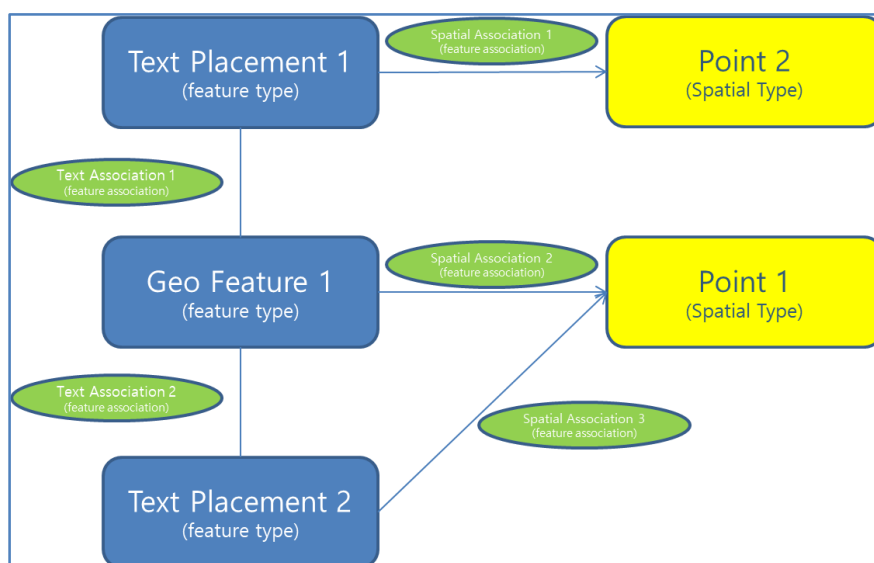 Text Placement 1
(feature type)
Spatial Association 1
(feature association)
Point 2
(Spatial Type)
Text Association 1
(feature association)
Geo Feature 1
(feature type)
Spatial Association 2
(feature association)
Point 1
(Spatial Type)
Text Association 2
(feature association)
Spatial Association 3
(feature association)
Text Placement 2
(feature type)